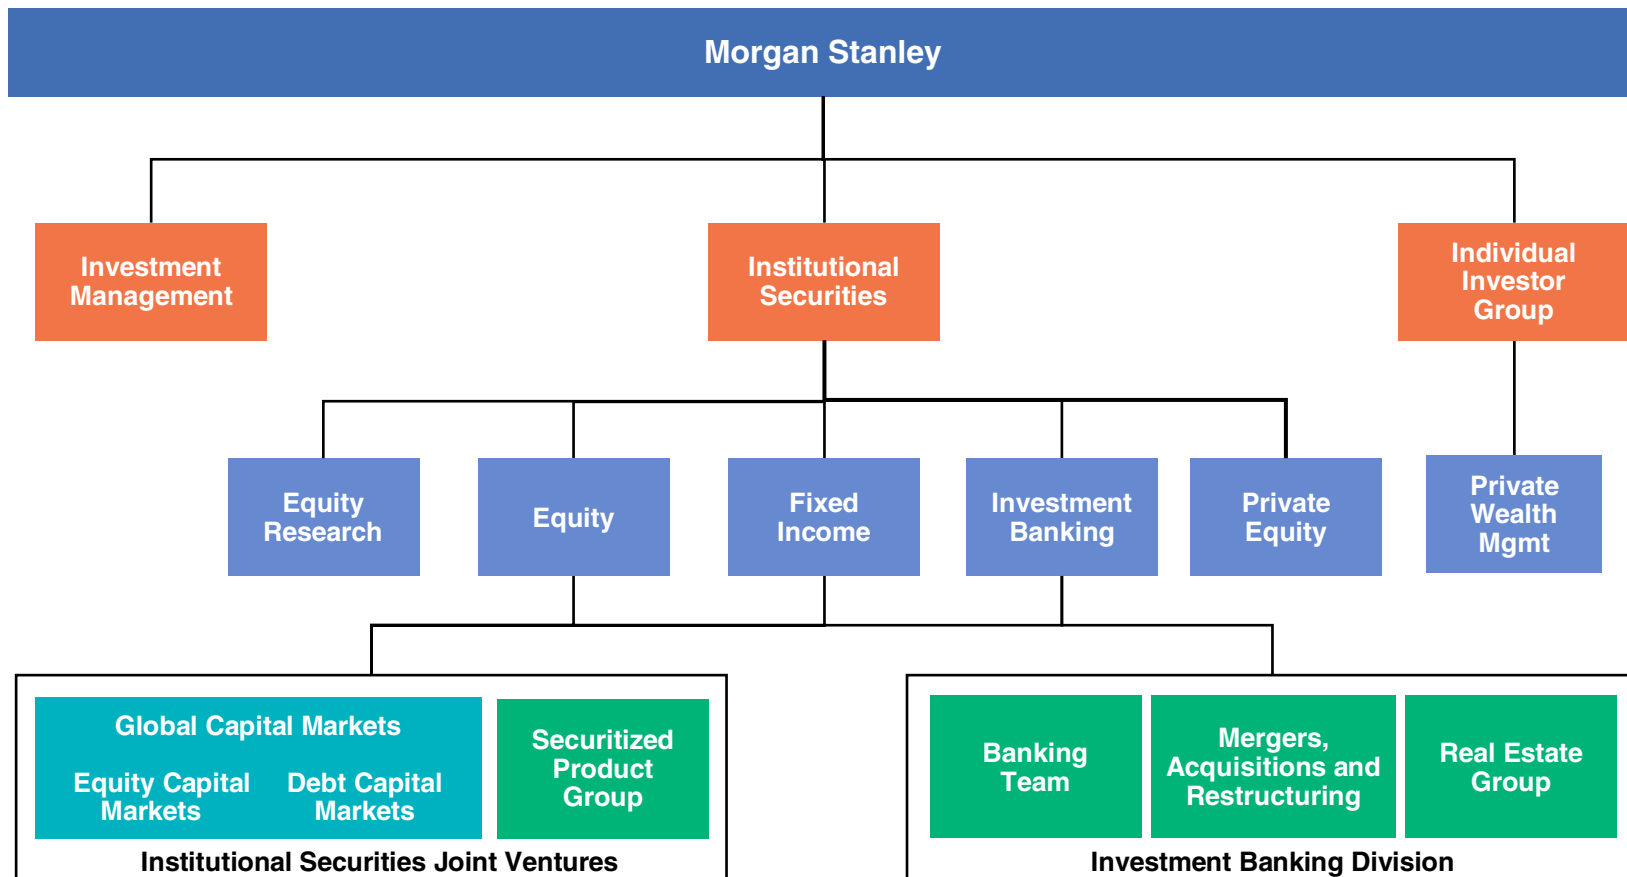 Morgan Stanley
Investment
Management
Institutional
Securities
Individual
Investor
Group
Equity
Research
Equity
Fixed
Income
Investment
Banking
Private
Equity
Private
Wealth
Mgmt
Global Capital Markets
Equity Capital
Markets
Debt Capital
Markets
Securitized
Product
Group
Institutional Securities Joint Ventures
Banking
Team
Mergers,
Acquisitions and
Restructuring
Real Estate
Group
Investment Banking Division